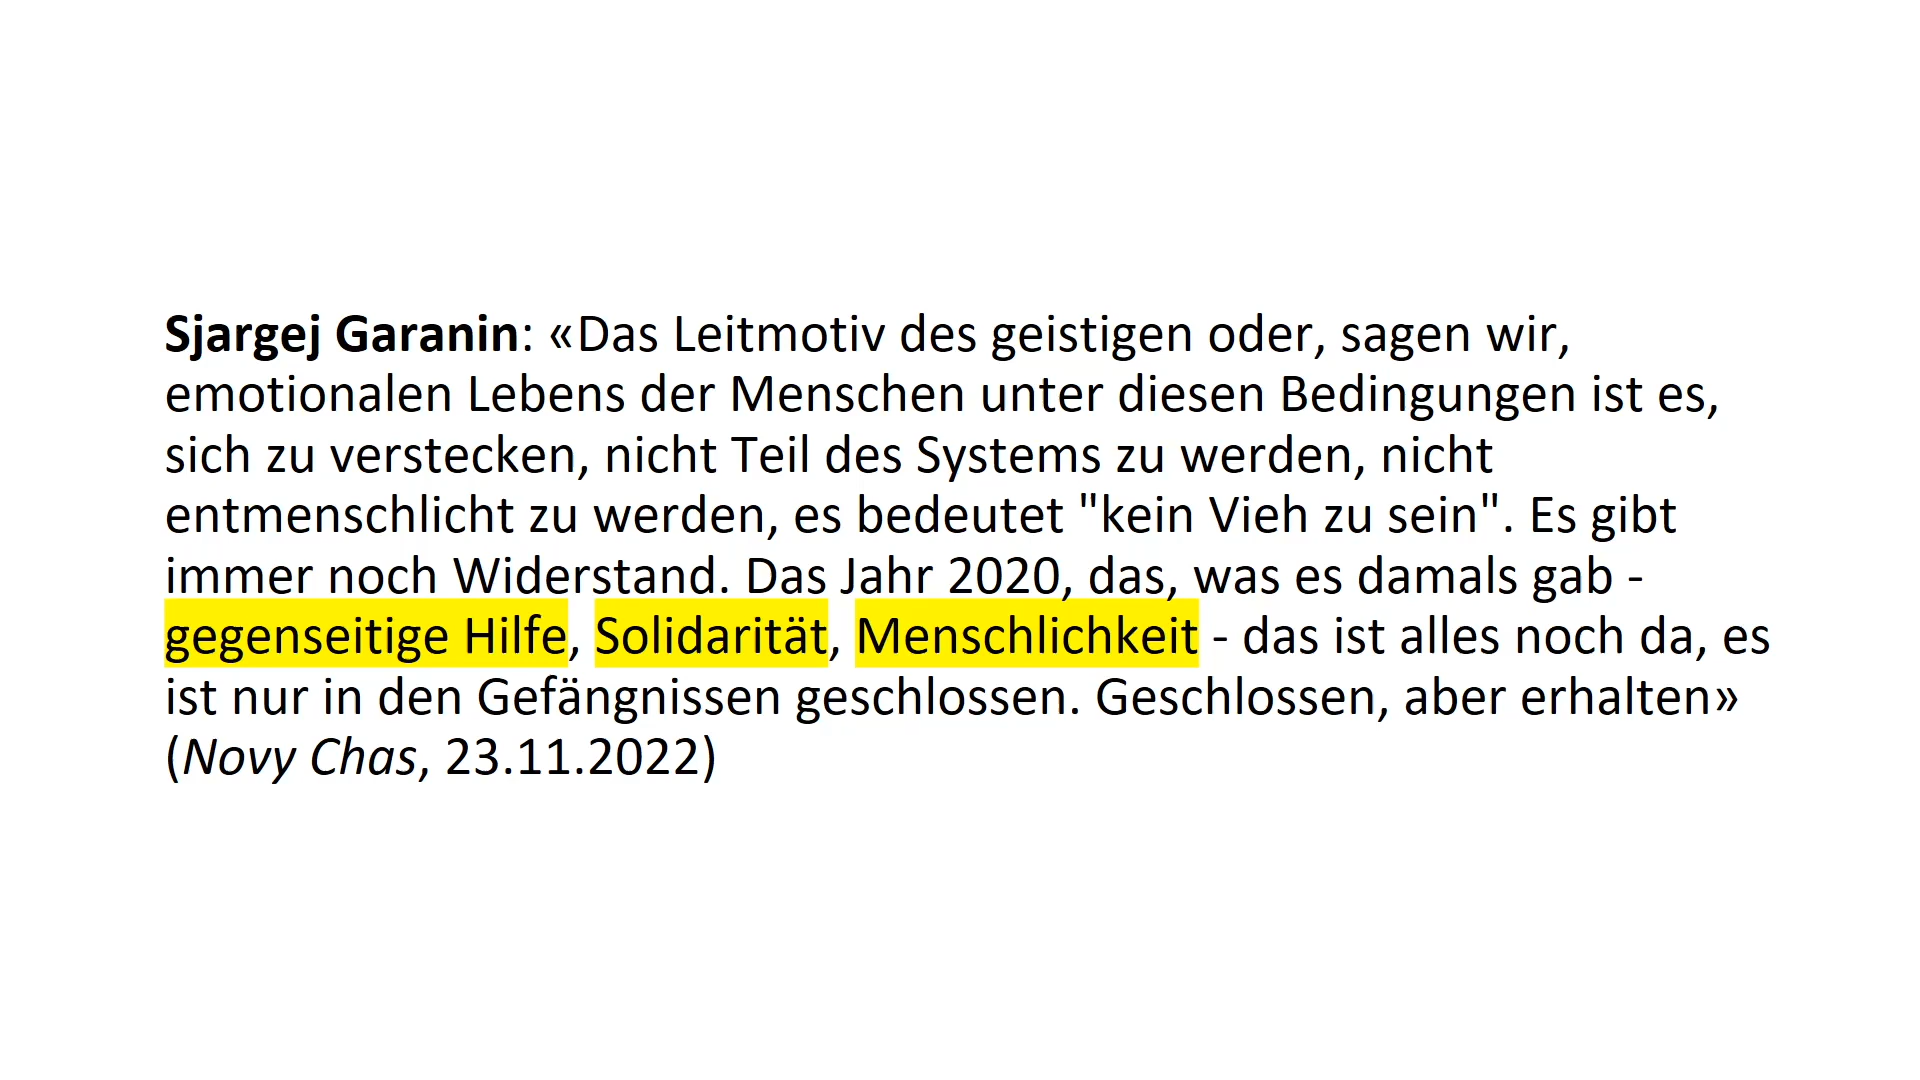 Sjargej Garanin: «Das Leitmotiv des geistigen oder, sagen wir,
emotionalen Lebens der Menschen unter diesen Bedingungen ist es,
sich zu verstecken, nicht Teil des Systems zu werden, nicht
entmenschlicht zu werden, es bedeutet "kein Vieh zu sein". Es gibt
immer noch Widerstand. Das Jahr 2020, das, was es damals gab -
gegenseitige Hilfe, Solidarität, Menschlichkeit - das ist alles noch da, es
ist nur in den Gefängnissen geschlossen. Geschlossen, aber erhalten»
(Novy Chas, 23.11.2022)